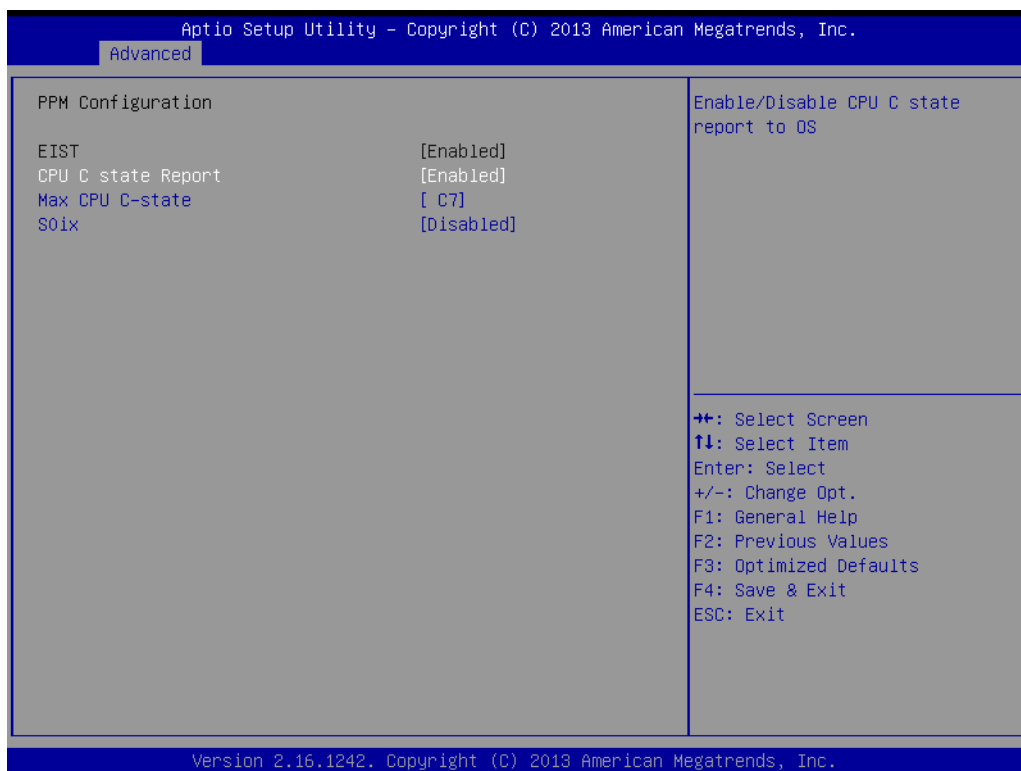 Aptio Setup Utility – Copyright (C) 2013 American Megatrends, Inc.
Advanced
PPM Configuration
EIST [Enabled]
CPU C state Report [Enabled]
Max CPU C-state [ C7]
S0ix [Disabled]
Enable/Disable CPU C state
report to OS
→←: Select Screen
↑↓: Select Item
Enter: Select
+/-: Change Opt.
F1: General Help
F2: Previous Values
F3: Optimized Defaults
F4: Save & Exit
ESC: Exit
Version 2.16.1242. Copyright (C) 2013 American Megatrends, Inc.